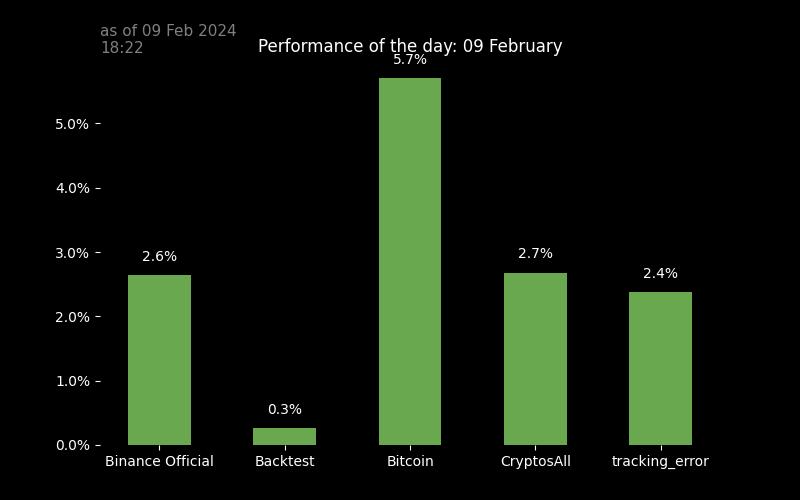 as of 09 Feb 2024
18:22
Performance of the day: 09 February
5.7%
5.0%
4.0%
3.0%
2.0%
1.0%
0.0%
2.6%
0.3%
2.7%
2.4%
Binance Official
Backtest
Bitcoin
CryptosAll
tracking_error